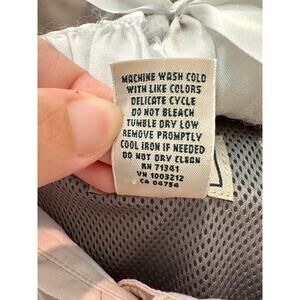 MACHINE WASH COLD
WITH LIKE COLORS
DELICATE CYCLE
DO NOT BLEACH
TUMBLE DRY LOW
REMOVE PROMPTLY
COOL IRON IF NEEDED
DO NOT DRY CLEAN
RN 71341
VN 1003212
CA 04754